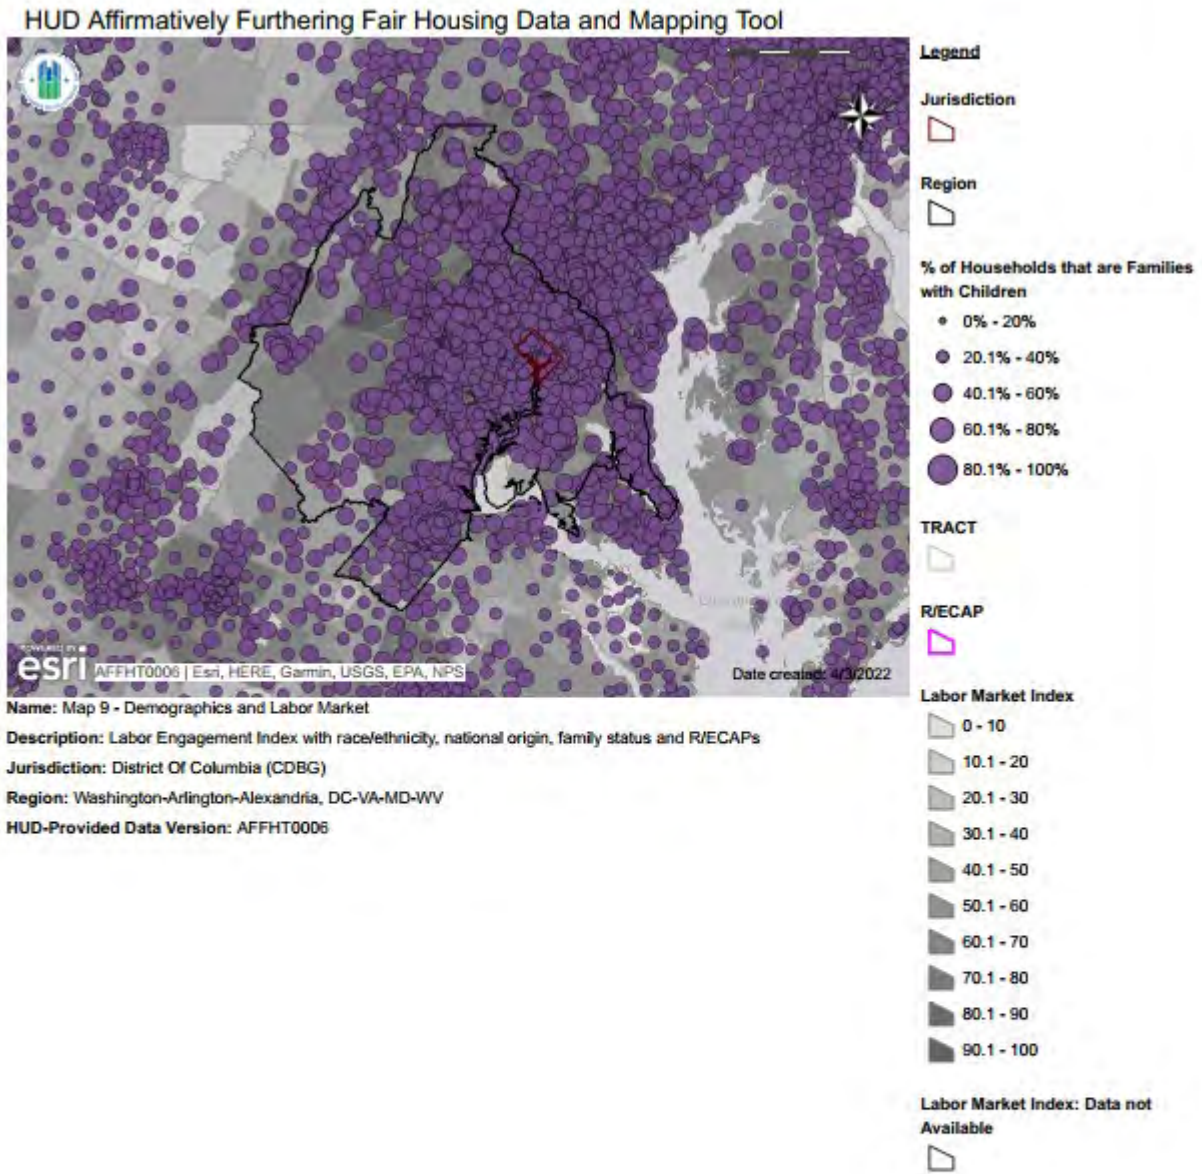 HUD Affirmatively Furthering Fair Housing Data and Mapping Tool
POWERED BY
esri
AFFHT0006 | Esri, HERE, Garmin, USGS, EPA, NPS
Date created: 4/3/2022
Name: Map 9 - Demographics and Labor Market
Description: Labor Engagement Index with race/ethnicity, national origin, family status and R/ECAPs
Jurisdiction: District Of Columbia (CDBG)
Region: Washington-Arlington-Alexandria, DC-VA-MD-WV
HUD-Provided Data Version: AFFHT0006
Legend
Jurisdiction
Region
% of Households that are Families
with Children
0% - 20%
20.1% - 40%
40.1% - 60%
60.1% - 80%
80.1% - 100%
TRACT
R/ECAP
Labor Market Index
0 - 10
10.1 - 20
20.1 - 30
30.1 - 40
40.1 - 50
50.1 - 60
60.1 - 70
70.1 - 80
80.1 - 90
90.1 - 100
Labor Market Index: Data not
Available